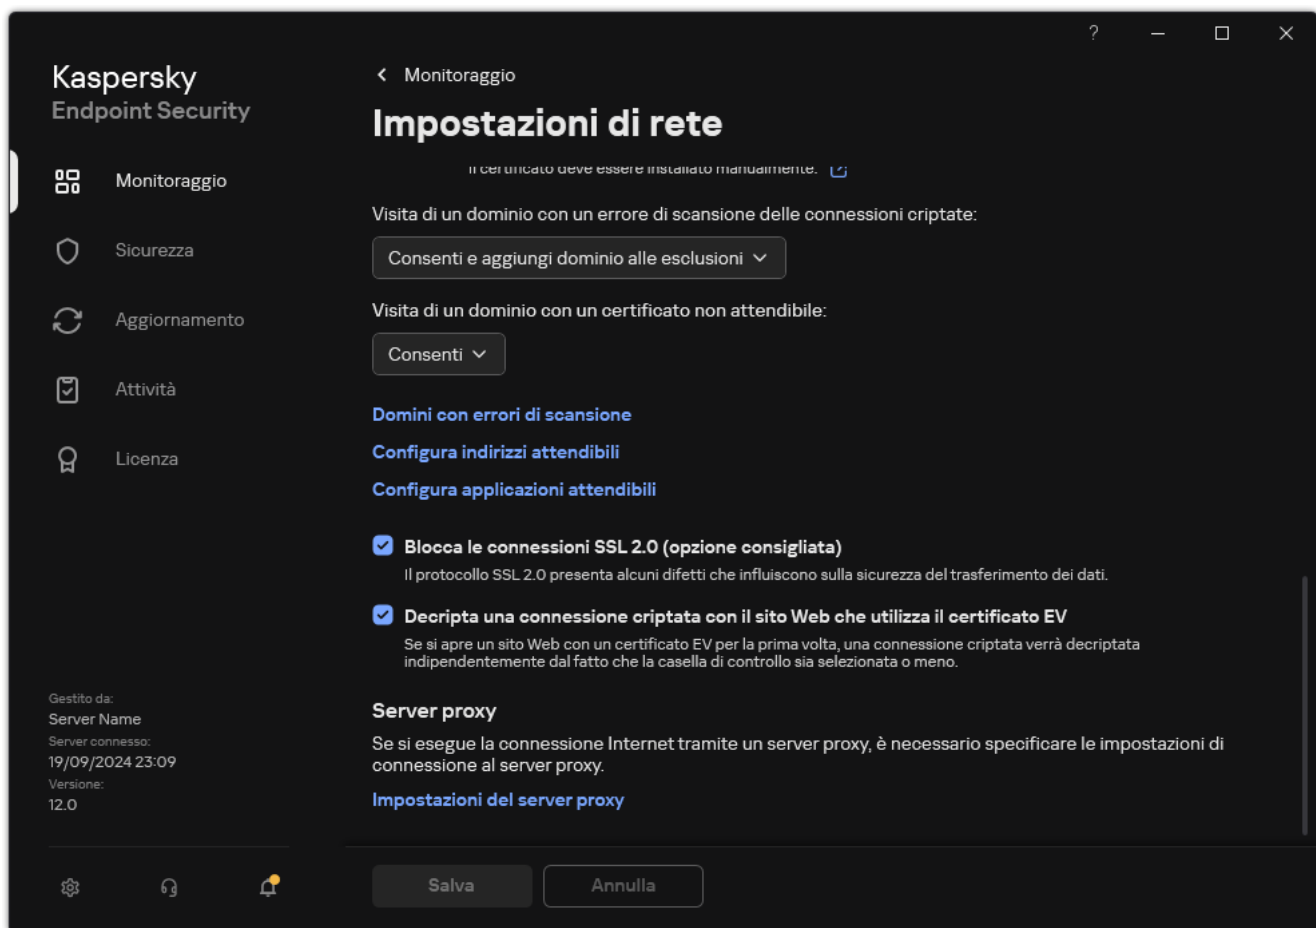 ?
Kaspersky
Endpoint Security
Monitoraggio
Sicurezza
Aggiornamento
Attività
Licenza
Gestito da:
Server Name
Server connesso:
19/09/2024 23:09
Versione:
12.0
Monitoraggio
Impostazioni di rete
Il certificato deve essere installato manualmente.
Visita di un dominio con un errore di scansione delle connessioni criptate:
Consenti e aggiungi dominio alle esclusioni
Visita di un dominio con un certificato non attendibile:
Consenti
Domini con errori di scansione
Configura indirizzi attendibili
Configura applicazioni attendibili
Blocca le connessioni SSL 2.0 (opzione consigliata)
Il protocollo SSL 2.0 presenta alcuni difetti che influiscono sulla sicurezza del trasferimento dei dati.
Decripta una connessione criptata con il sito Web che utilizza il certificato EV
Se si apre un sito Web con un certificato EV per la prima volta, una connessione criptata verrà decriptata
indipendentemente dal fatto che la casella di controllo sia selezionata o meno.
Server proxy
Se si esegue la connessione Internet tramite un server proxy, è necessario specificare le impostazioni di
connessione al server proxy.
Impostazioni del server proxy
Salva
Annulla